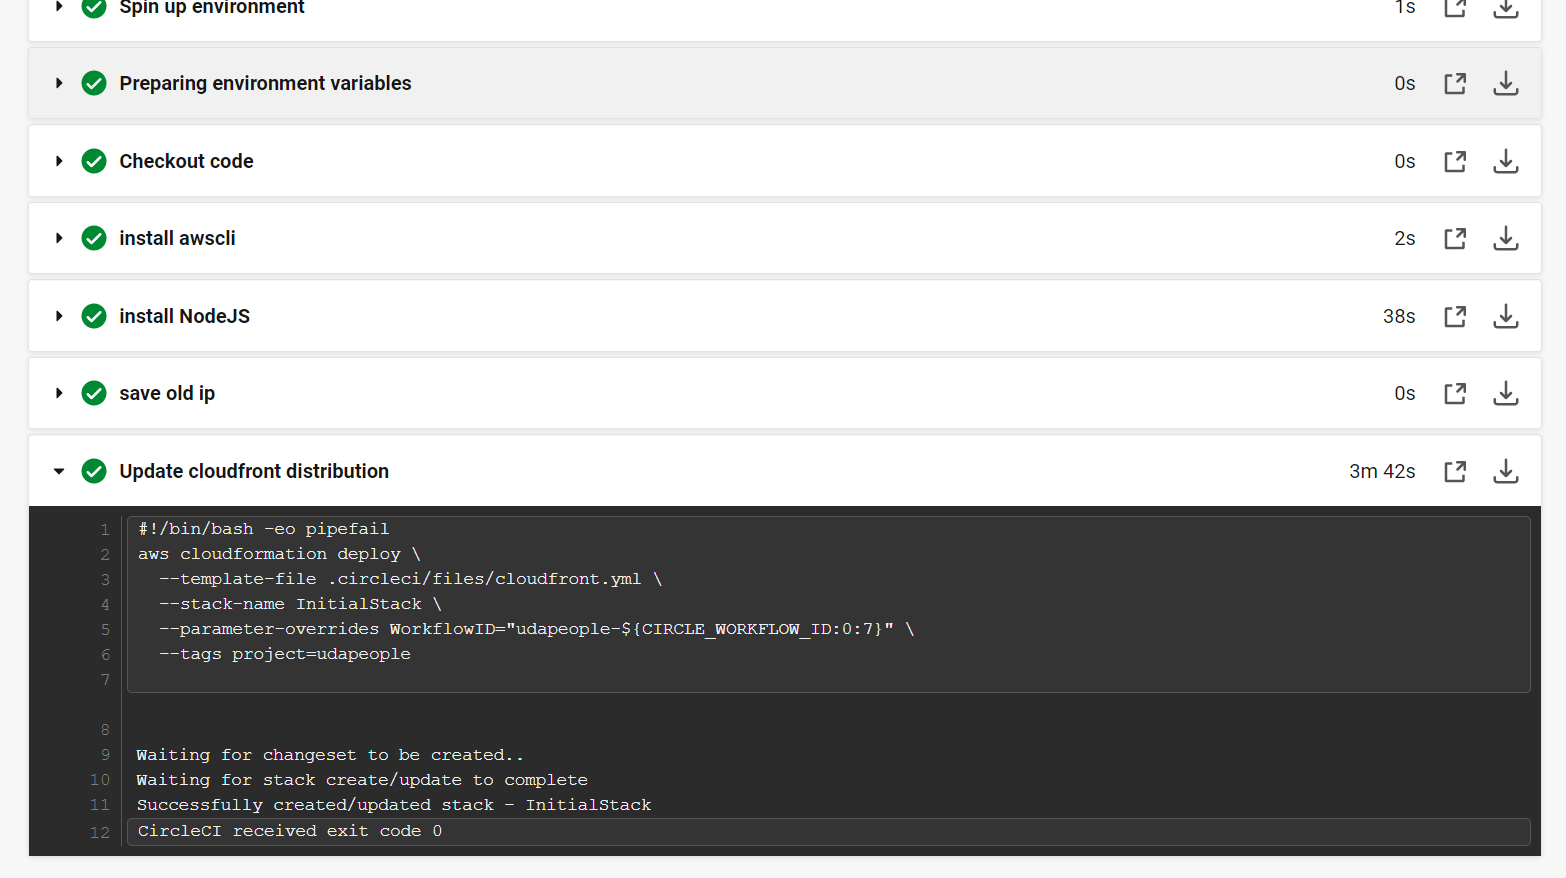 Spin up environment 1s
Preparing environment variables 0s
Checkout code 0s
install awscli 2s
install NodeJS 38s
save old ip 0s
Update cloudfront distribution 3m 42s
1 #!/bin/bash -eo pipefail
2 aws cloudformation deploy \
3 --template-file .circleci/files/cloudfront.yml \
4 --stack-name InitialStack \
5 --parameter-overrides WorkflowID="udapeople-${CIRCLE_WORKFLOW_ID:0:7}" \
6 --tags project=udapeople
7
8
9 Waiting for changeset to be created..
10 Waiting for stack create/update to complete
11 Successfully created/updated stack - InitialStack
12 CircleCI received exit code 0